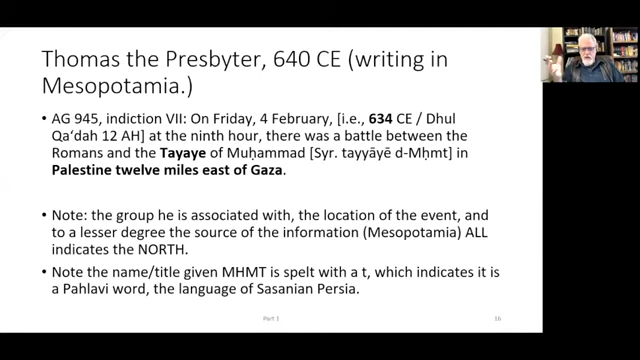 Thomas the Presbyter, 640 CE (writing in
Mesopotamia.)
• AG 945, indiction VII: On Friday, 4 February, [i.e., 634 CE / Dhul
Qa‘dah 12 AH] at the ninth hour, there was a battle between the
Romans and the Tayaye of Muḥammad [Syr. tayyāyē d-Mḥmt] in
Palestine twelve miles east of Gaza.
• Note: the group he is associated with, the location of the event, and
to a lesser degree the source of the information (Mesopotamia) ALL
indicates the NORTH.
• Note the name/title given MHMT is spelt with a t, which indicates it is
a Pahlavi word, the language of Sasanian Persia.
Part 1
16